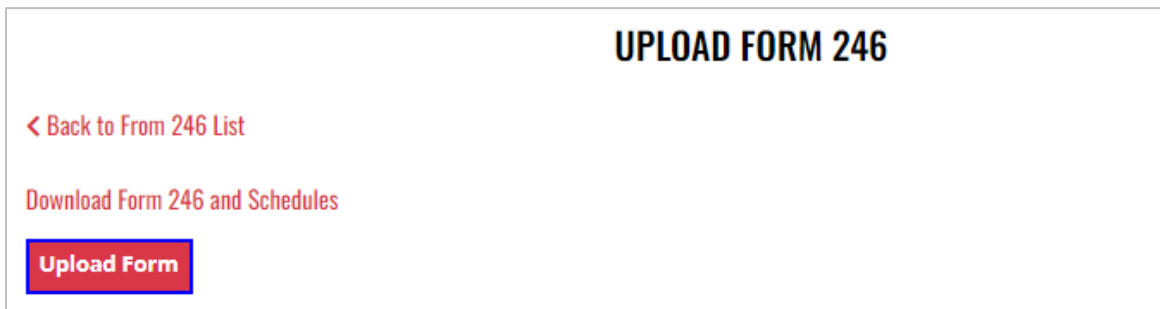 UPLOAD FORM 246
Back to From 246 List
Download Form 246 and Schedules
Upload Form